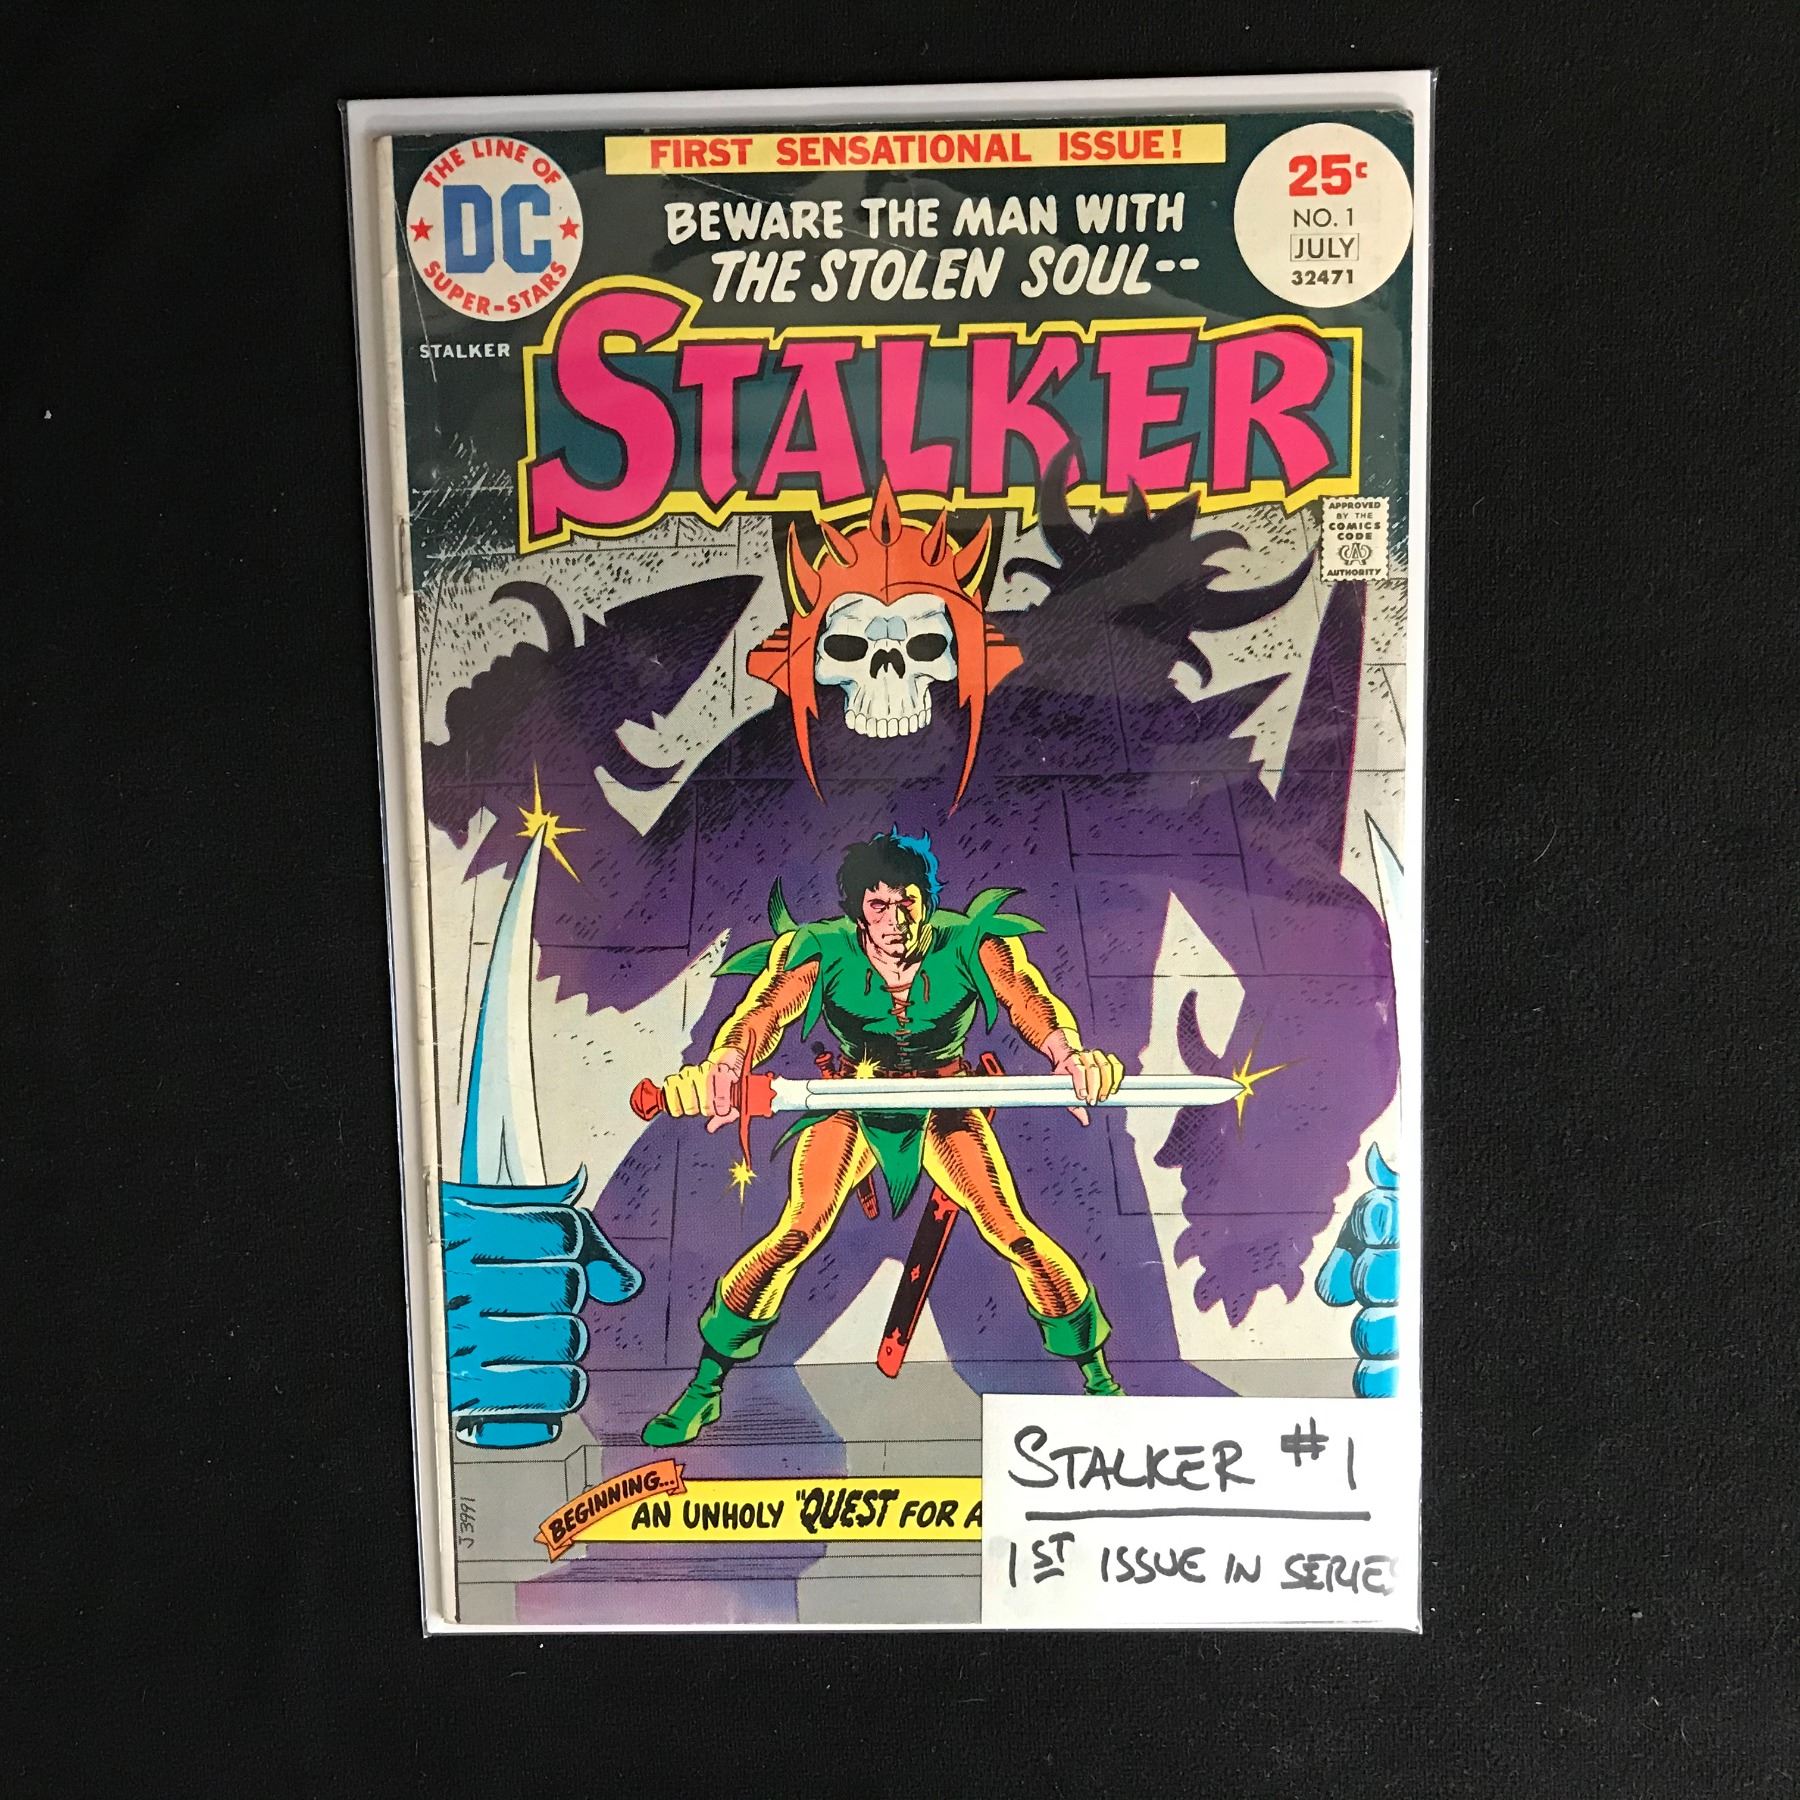 FIRST SENSATIONAL ISSUE!
THE LINE OF
DC
SUPER-STARS
25c
NO. 1
JULY
32471
BEWARE THE MAN WITH
THE STOLEN SOUL--
STALKER
STALKER
APPROVED
BY THE
COMICS
CODE
AUTHORITY
BEGINNING...
AN UNHOLY "QUEST FOR A
STALKER #1
1ST ISSUE IN SERIES